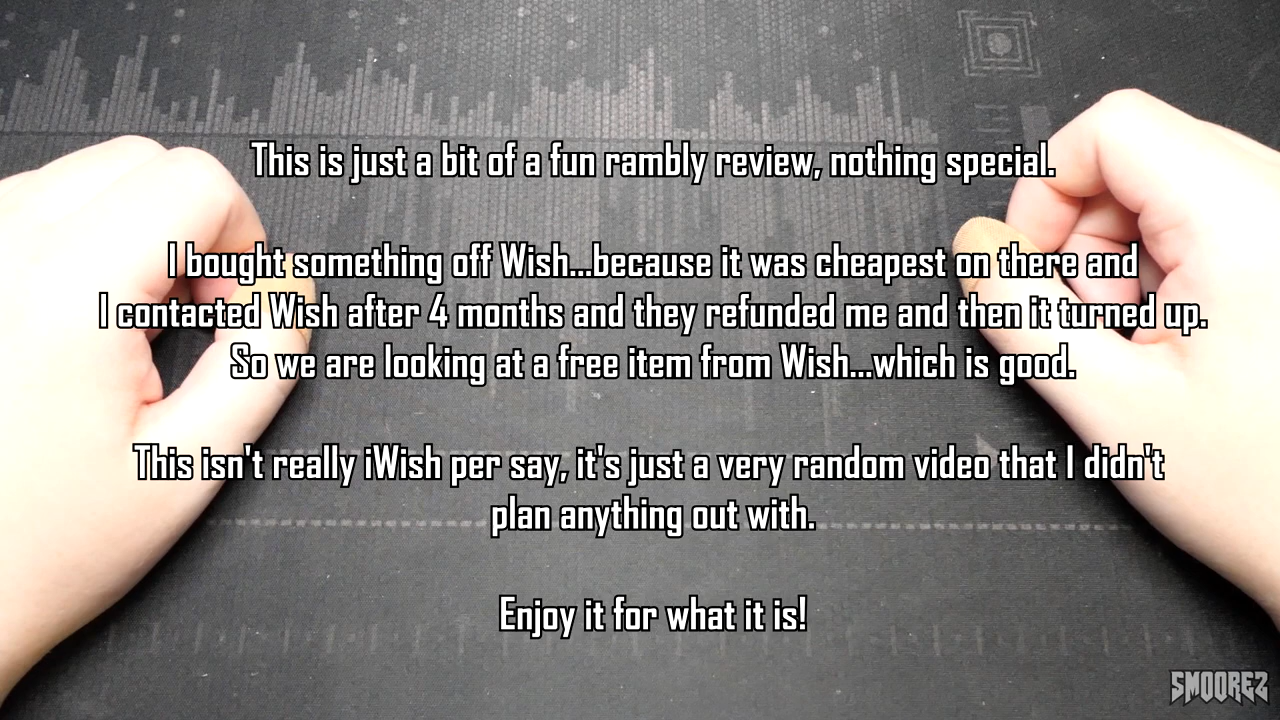 This is just a bit of a fun rambly review, nothing special.
I bought something off Wish...because it was cheapest on there and
I contacted Wish after 4 months and they refunded me and then it turned up.
So we are looking at a free item from Wish...which is good.
This isn't really iWish per say, it's just a very random video that I didn't
plan anything out with.
Enjoy it for what it is!
SMOOREZ